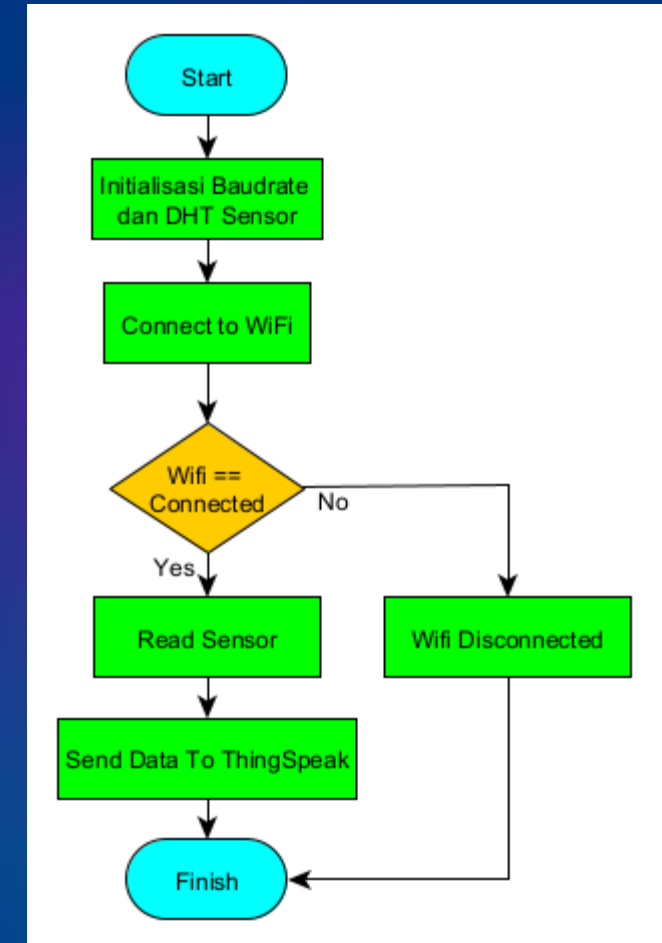 Start
Initialisasi Baudrate
dan DHT Sensor
Connect to WiFi
Wifi ==
Connected
No
Yes
Read Sensor
Wifi Disconnected
Send Data To ThingSpeak
Finish